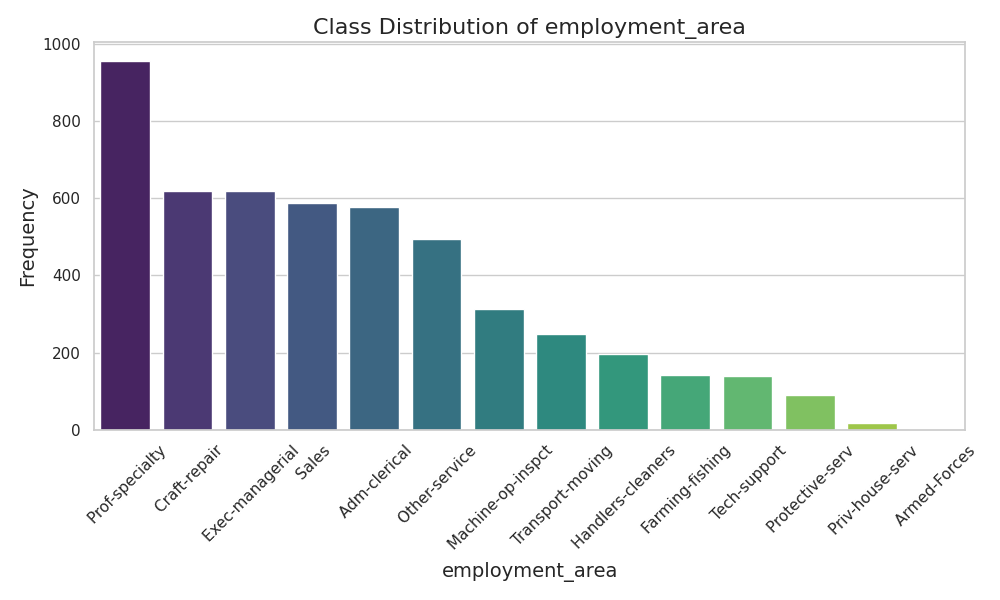 Class Distribution of employment_area
Frequency
1000
800
600
400
200
0
Prof-specialty
Craft-repair
Exec-managerial
Sales
Adm-clerical
Other-service
Machine-op-inspct
Transport-moving
Handlers-cleaners
Farming-fishing
Tech-support
Protective-serv
Priv-house-serv
Armed-Forces
employment_area